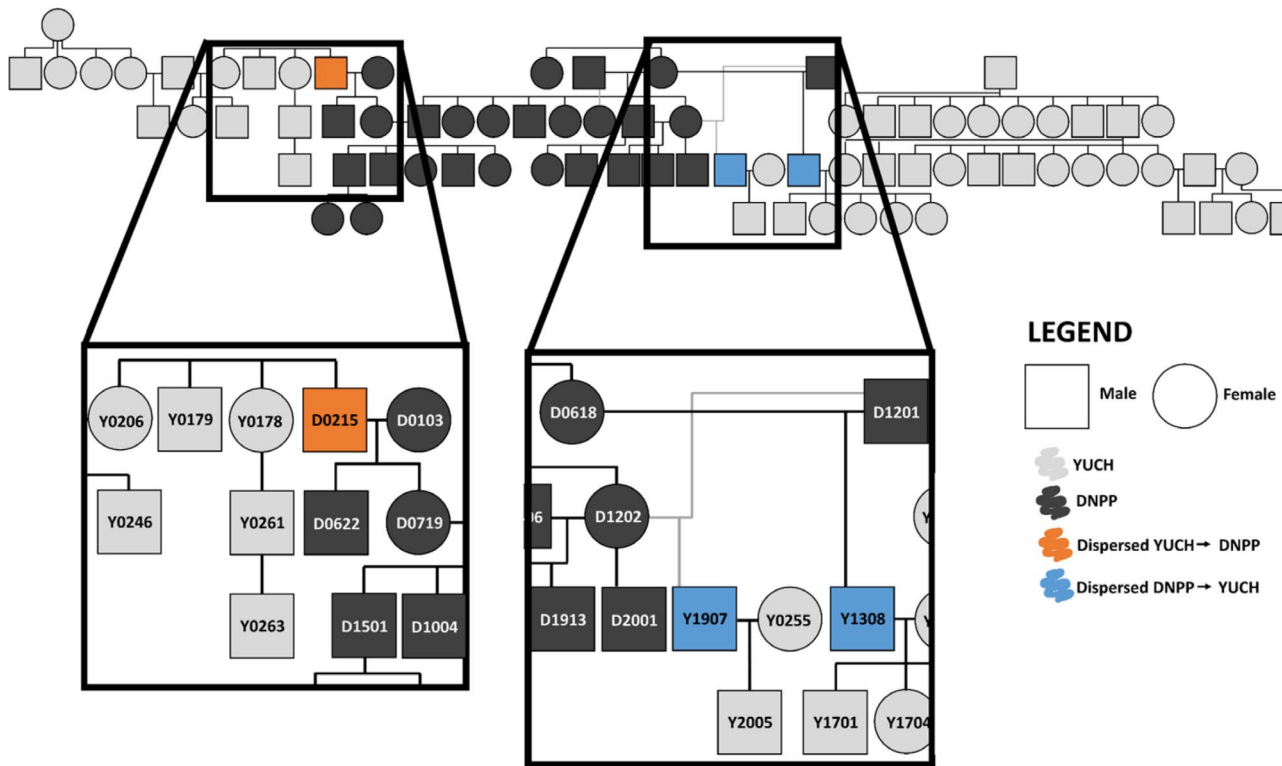 Y0206 Y0179 Y0178 D0215 D0103
Y0246 Y0261 D0622 D0719
Y0263 D1501 D1004
D0618 D1201
D1202
D1913 D2001 Y1907 Y0255 Y1308
Y2005 Y1701 Y1704
LEGEND
Male Female
YUCH
DNPP
Dispersed YUCH→ DNPP
Dispersed DNPP→ YUCH